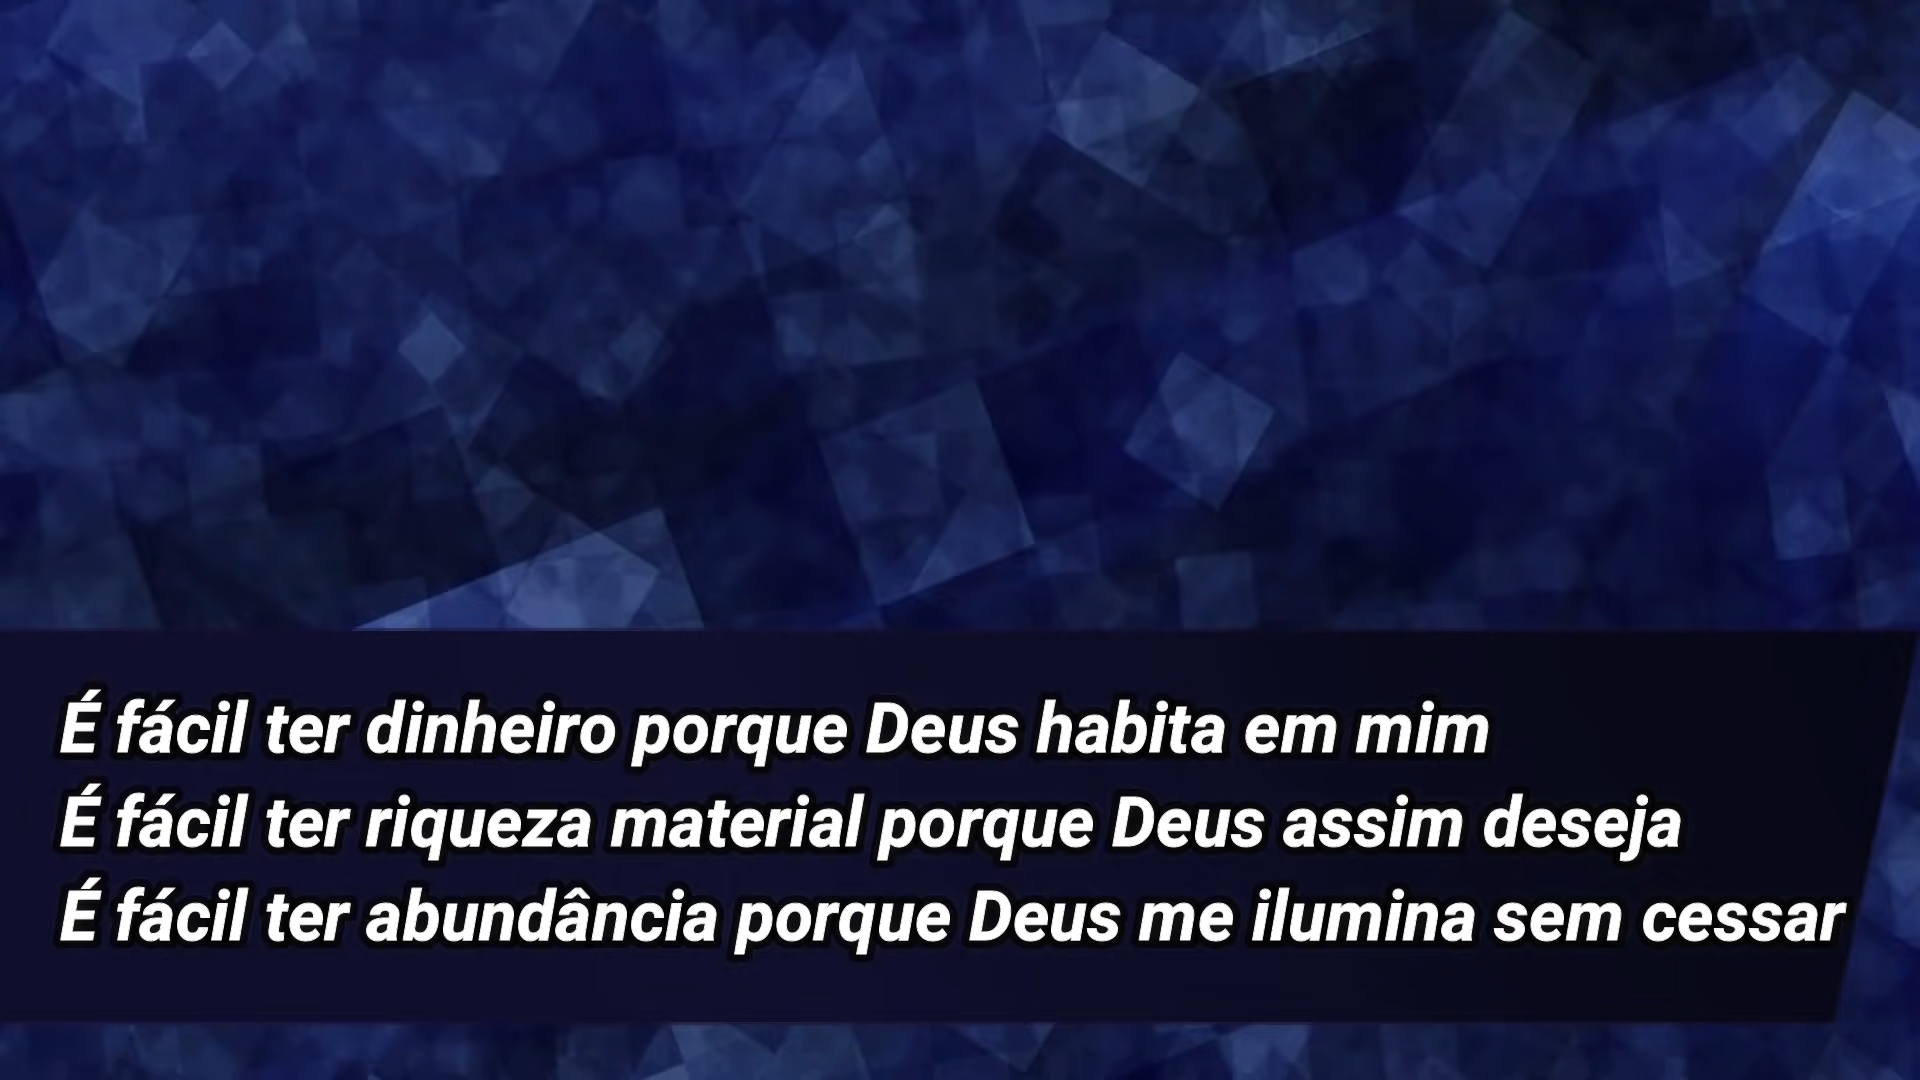 É fácil ter dinheiro porque Deus habita em mim
É fácil ter riqueza material porque Deus assim deseja
É fácil ter abundância porque Deus me ilumina sem cessar